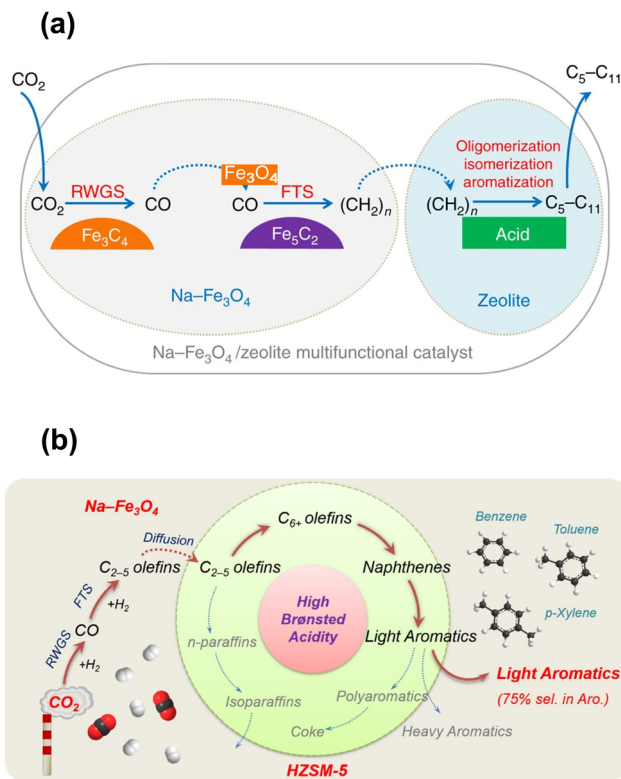 (a)
CO₂
C₅–C₁₁
Oligomerization
isomerization
aromatization
Fe₃O₄
RWGS
FTS
CO₂
CO
CO
(CH₂)ₙ
(CH₂)ₙ
C₅–C₁₁
Fe₃C₄
Fe₅C₂
Acid
Na–Fe₃O₄
Zeolite
Na–Fe₃O₄/zeolite multifunctional catalyst
(b)
Na–Fe₃O₄
C₆₊ olefins
Benzene
Toluene
Diffusion
C₂₋₅ olefins
C₂₋₅ olefins
Naphthenes
FTS
+H₂
High
Brønsted
Acidity
p-Xylene
CO
n-paraffins
Light Aromatics
RWGS
+H₂
Light Aromatics
(75% sel. in Aro.)
CO₂
Isoparaffins
Polyaromatics
Coke
Heavy Aromatics
HZSM-5